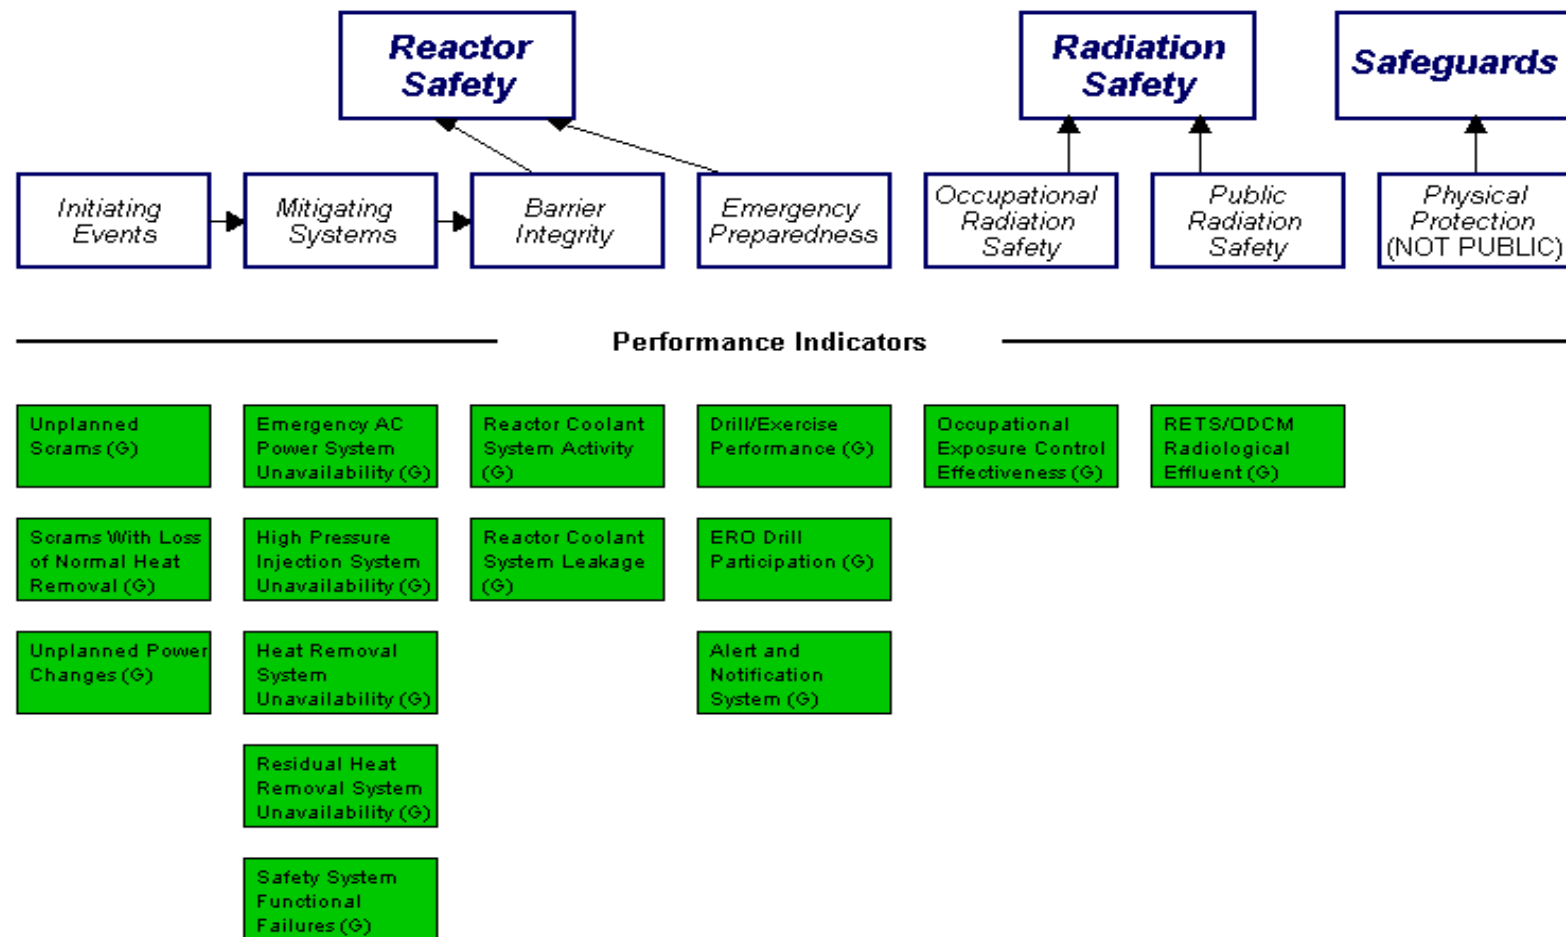 Reactor
Safety
Radiation
Safety
Safeguards
Initiating
Events
Mitigating
Systems
Barrier
Integrity
Emergency
Preparedness
Occupational
Radiation
Safety
Public
Radiation
Safety
Physical
Protection
(NOT PUBLIC)
Performance Indicators
Unplanned
Scrams (G)
Emergency AC
Power System
Unavailability (G)
Reactor Coolant
System Activity
(G)
Drill/Exercise
Performance (G)
Occupational
Exposure Control
Effectiveness (G)
RETS/ODCM
Radiological
Effluent (G)
Scrams With Loss
of Normal Heat
Removal (G)
High Pressure
Injection System
Unavailability (G)
Reactor Coolant
System Leakage
(G)
ERO Drill
Participation (G)
Unplanned Power
Changes (G)
Heat Removal
System
Unavailability (G)
Alert and
Notification
System (G)
Residual Heat
Removal System
Unavailability (G)
Safety System
Functional
Failures (G)